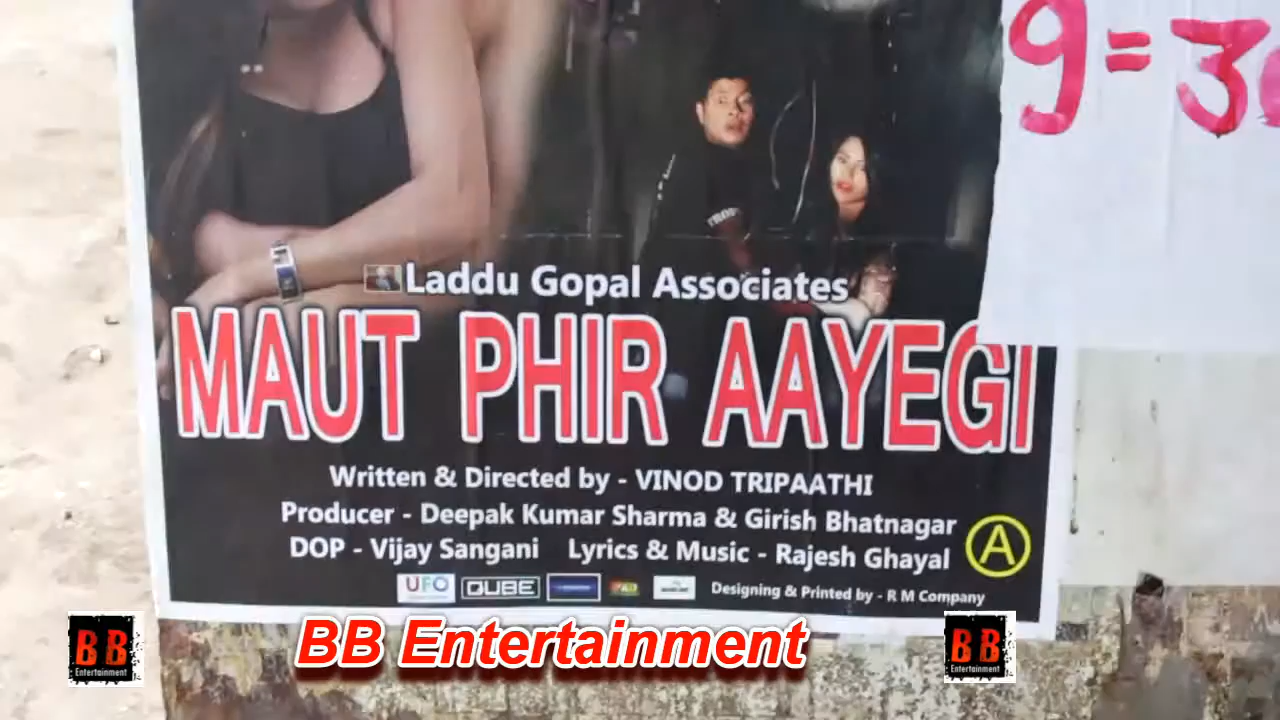 9=3
Laddu Gopal Associates
MAUT PHIR AAYEGI
Written & Directed by - VINOD TRIPAATHI
Producer - Deepak Kumar Sharma & Girish Bhatnagar
DOP - Vijay Sangani Lyrics & Music - Rajesh Ghayal
A
UFO QUBE
Designing & Printed by - R M Company
BB Entertainment
BB Entertainment
BB Entertainment